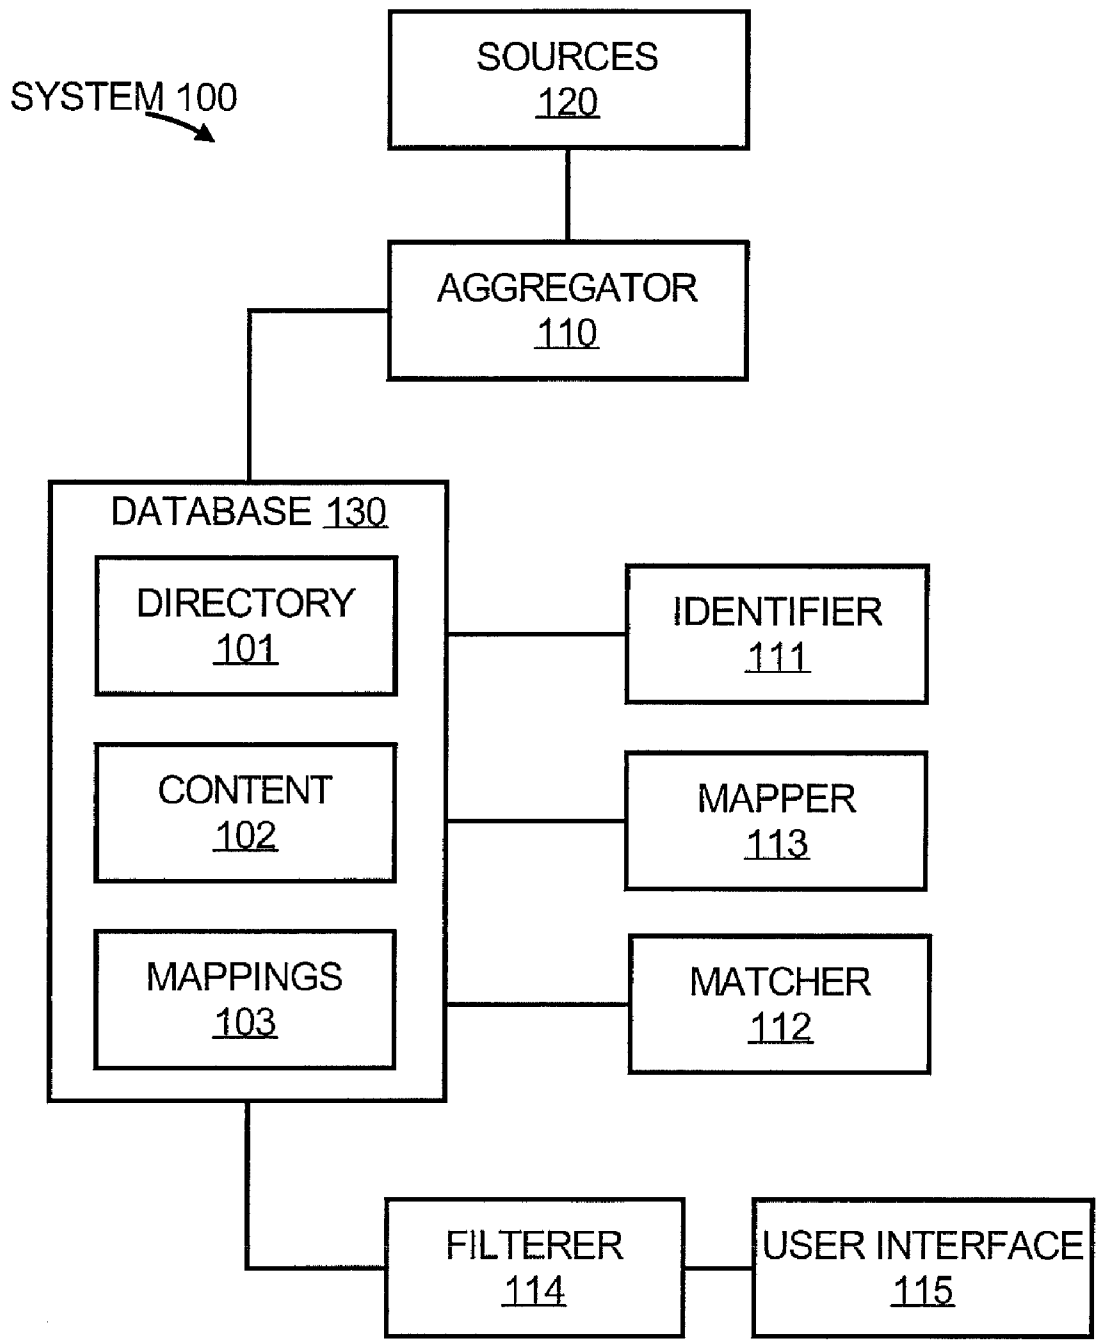 SYSTEM 100
SOURCES
120
AGGREGATOR
110
DATABASE 130
DIRECTORY
101
CONTENT
102
MAPPINGS
103
IDENTIFIER
111
MAPPER
113
MATCHER
112
FILTERER
114
USER INTERFACE
115